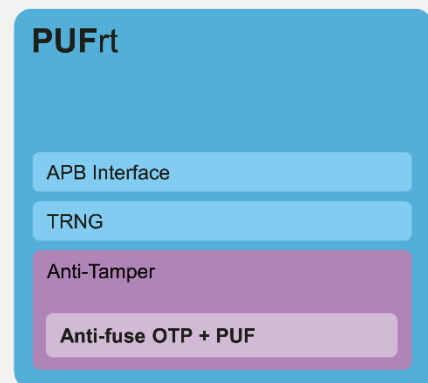 PUFrt
APB Interface
TRNG
Anti-Tamper
Anti-fuse OTP + PUF